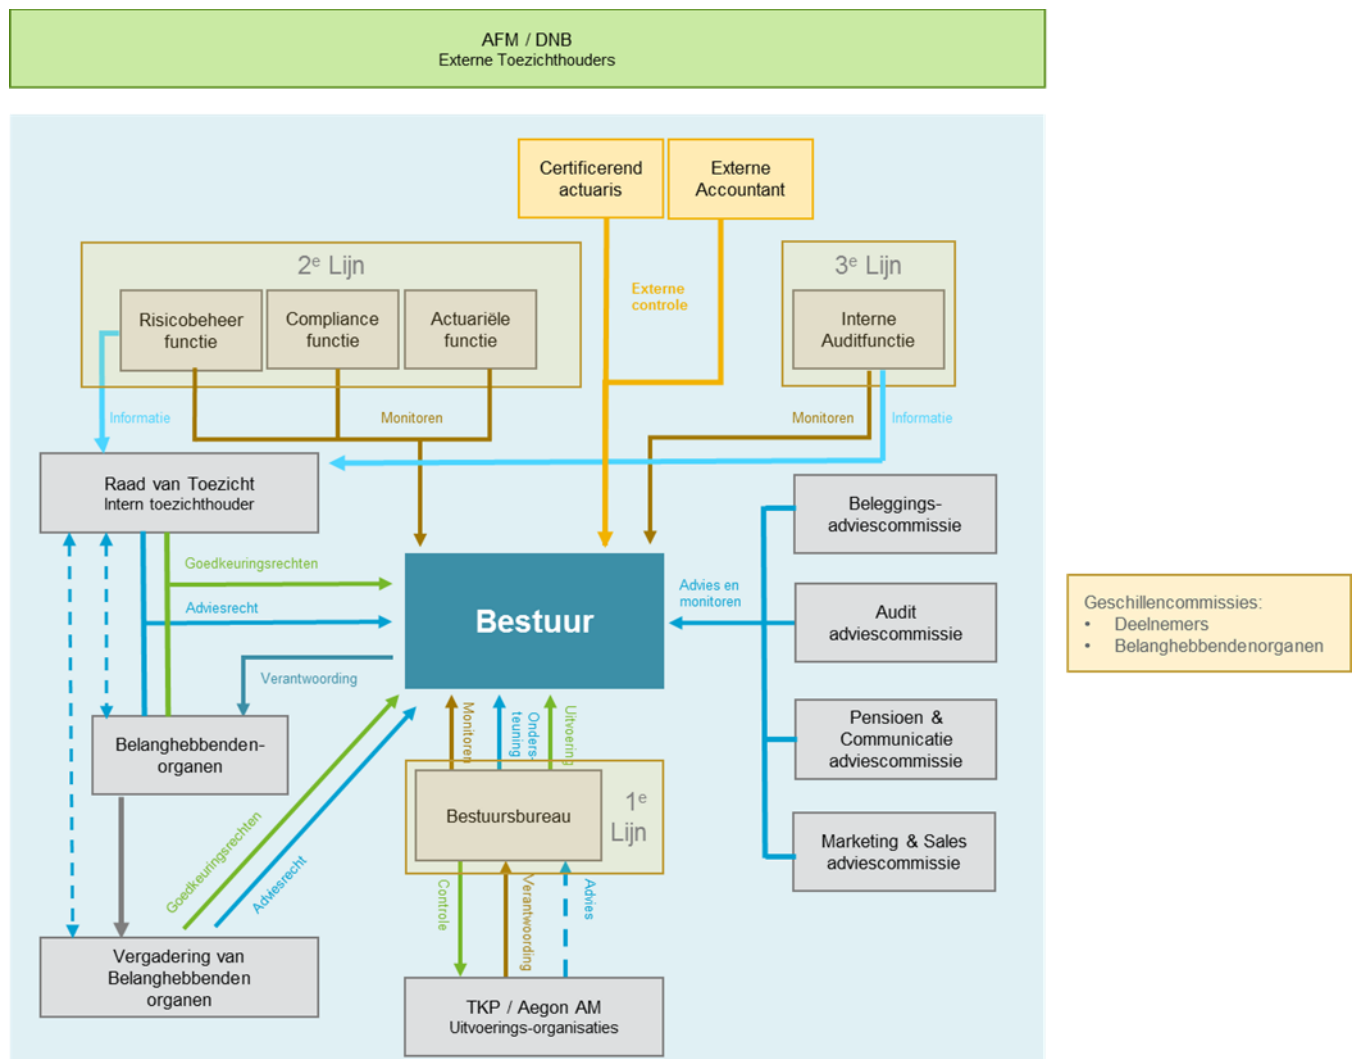 AFM / DNB
Externe Toezichthouders
Certificerend
actuaris
Externe
Accountant
2e Lijn
3e Lijn
Risicobeheer
functie
Compliance
functie
Actuariële
functie
Externe
controle
Interne
Auditfunctie
Informatie
Monitoren
Monitoren
Informatie
Raad van Toezicht
Intern toezichthouder
Beleggings-
adviescommissie
Goedkeuringsrechten
Adviesrecht
Bestuur
Advies en
monitoren
Audit
adviescommissie
Geschillencommissies:
• Deelnemers
• Belanghebbendenorganen
Verantwoording
Belanghebbenden-
organen
Monitoren
Onders-
teuning
Uitvoering
Pensioen &
Communicatie
adviescommissie
Bestuursbureau
1e
Lijn
Goedkeuringsrechten
Adviesrecht
Marketing & Sales
adviescommissie
Controle
Verantwoording
Advies
Vergadering van
Belanghebbenden
organen
TKP / Aegon AM
Uitvoerings-organisaties